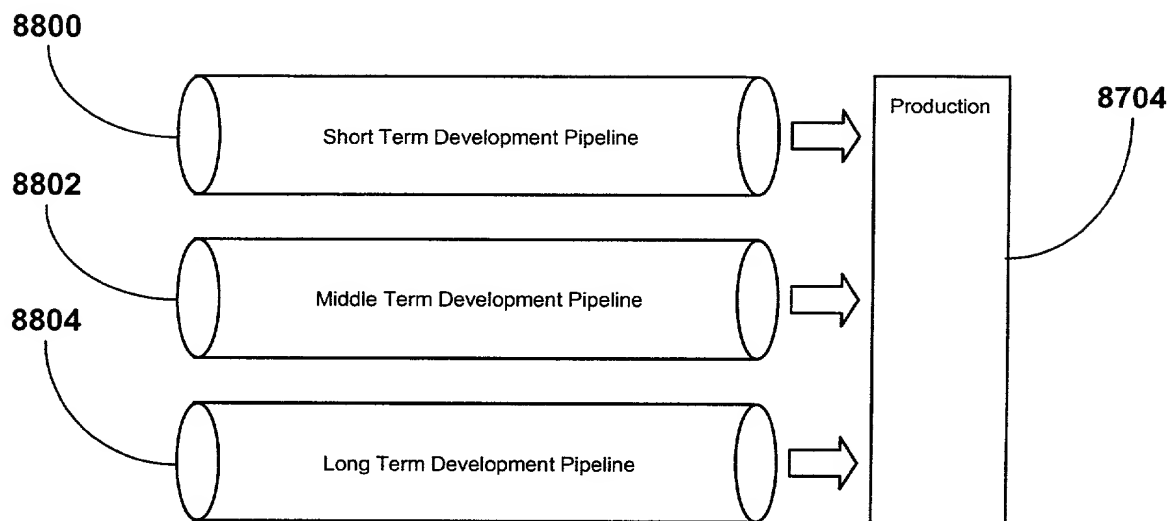 8800
Short Term Development Pipeline
Production
8704
8802
Middle Term Development Pipeline
8804
Long Term Development Pipeline